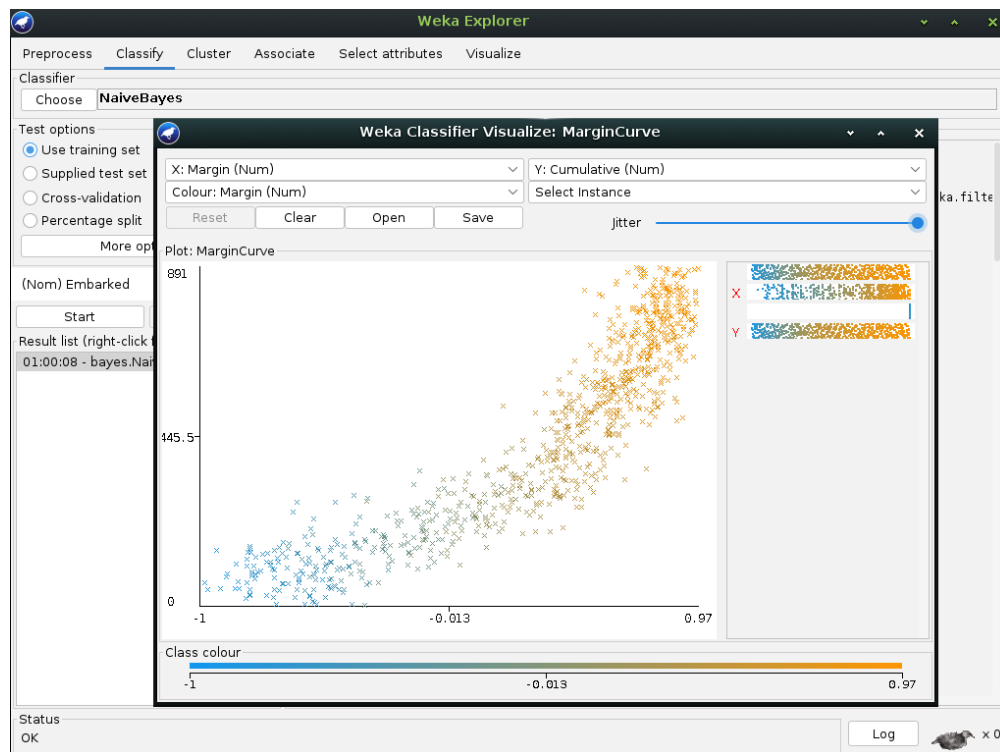 Weka Explorer
Preprocess Classify Cluster Associate Select attributes Visualize
Classifier
Choose NaiveBayes
Test options
Use training set
Supplied test set
Cross-validation
Percentage split
More opt
(Nom) Embarked
Start
Result list (right-click f
01:00:08 - bayes.Nai
ka.filte
Weka Classifier Visualize: MarginCurve
X: Margin (Num) Y: Cumulative (Num)
Colour: Margin (Num) Select Instance
Reset Clear Open Save Jitter
Plot: MarginCurve
891
445.5
0
-1 -0.013 0.97
X
Y
Class colour
-1 -0.013 0.97
Status
OK
Log x 0